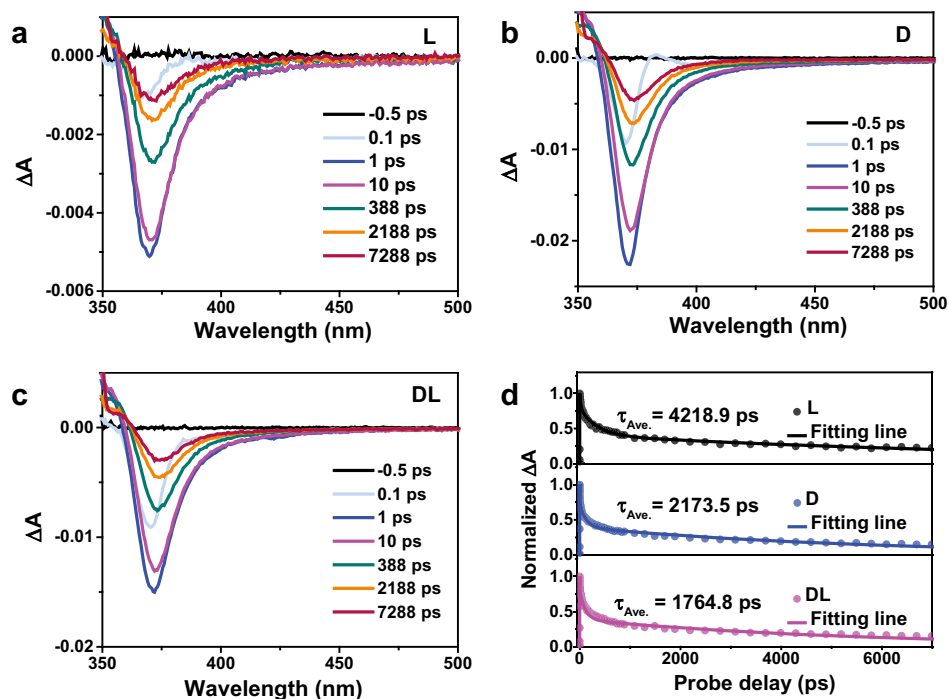 a
L
0.000
-0.002
-0.004
-0.006
ΔA
-0.5 ps
0.1 ps
1 ps
10 ps
388 ps
2188 ps
7288 ps
350 400 450 500
Wavelength (nm)
b
D
0.00
-0.01
-0.02
ΔA
-0.5 ps
0.1 ps
1 ps
10 ps
388 ps
2188 ps
7288 ps
350 400 450 500
Wavelength (nm)
c
DL
0.00
-0.01
-0.02
ΔA
-0.5 ps
0.1 ps
1 ps
10 ps
388 ps
2188 ps
7288 ps
350 400 450 500
Wavelength (nm)
d
Normalized ΔA
1.0
0.5
0.0
τAve. = 4218.9 ps
L
Fitting line
1.0
0.5
0.0
τAve. = 2173.5 ps
D
Fitting line
1.0
0.5
0.0
τAve. = 1764.8 ps
DL
Fitting line
0 2000 4000 6000
Probe delay (ps)